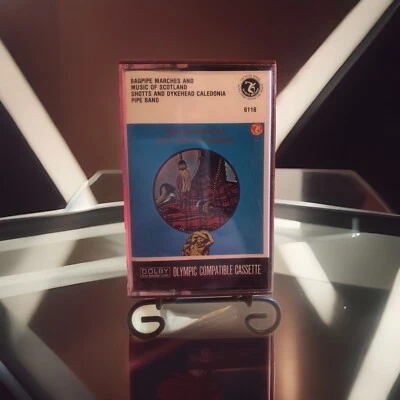 BAGPIPE MARCHES AND
MUSIC OF SCOTLAND
SHOTTS AND DYKEHEAD CALEDONIA
PIPE BAND
6118
DOLBY
OLYMPIC COMPATIBLE CASSETTE